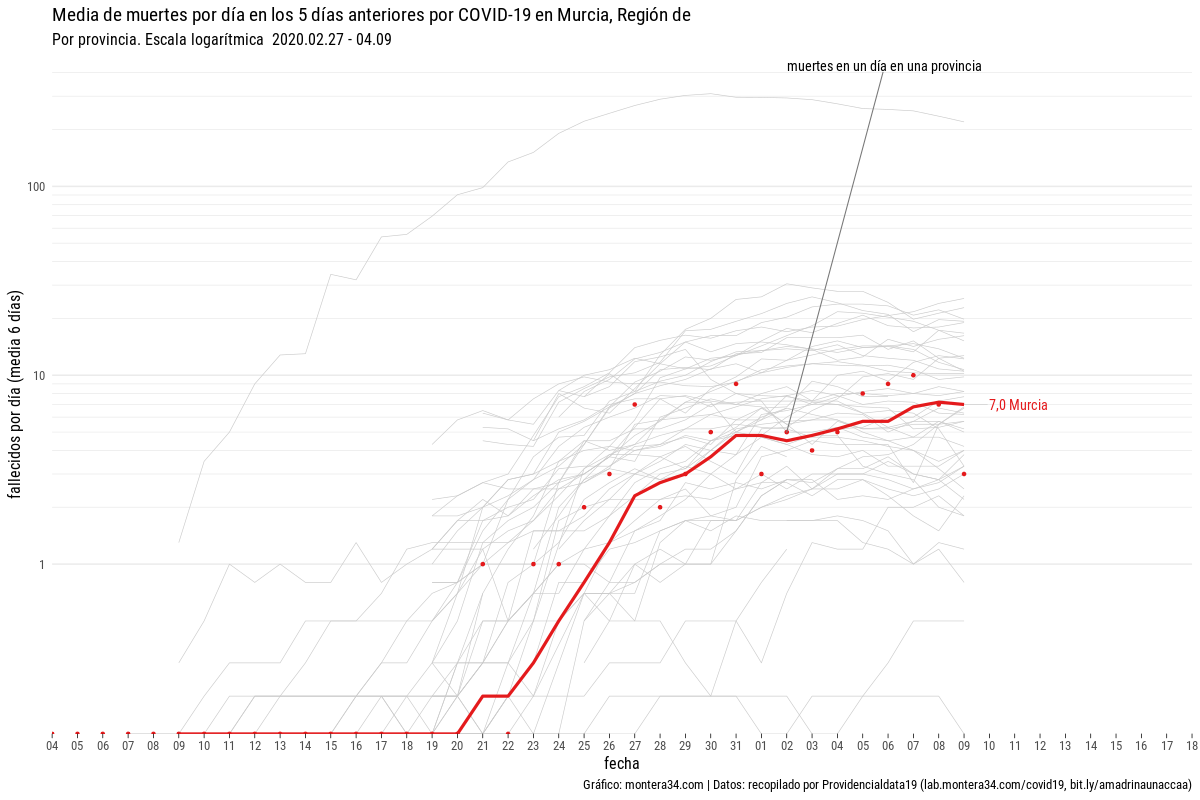 Media de muertes por día en los 5 días anteriores por COVID-19 en Murcia, Región de
Por provincia. Escala logarítmica 2020.02.27 - 04.09
muertes en un día en una provincia
100
10
1
fallecidos por día (media 6 días)
7,0 Murcia
04 05 06 07 08 09 10 11 12 13 14 15 16 17 18 19 20 21 22 23 24 25 26 27 28 29 30 31 01 02 03 04 05 06 07 08 09 10 11 12 13 14 15 16 17 18
fecha
Gráfico: montera34.com | Datos: recopilado por Providencialdata19 (lab.montera34.com/covid19, bit.ly/amadrinaunaccaa)